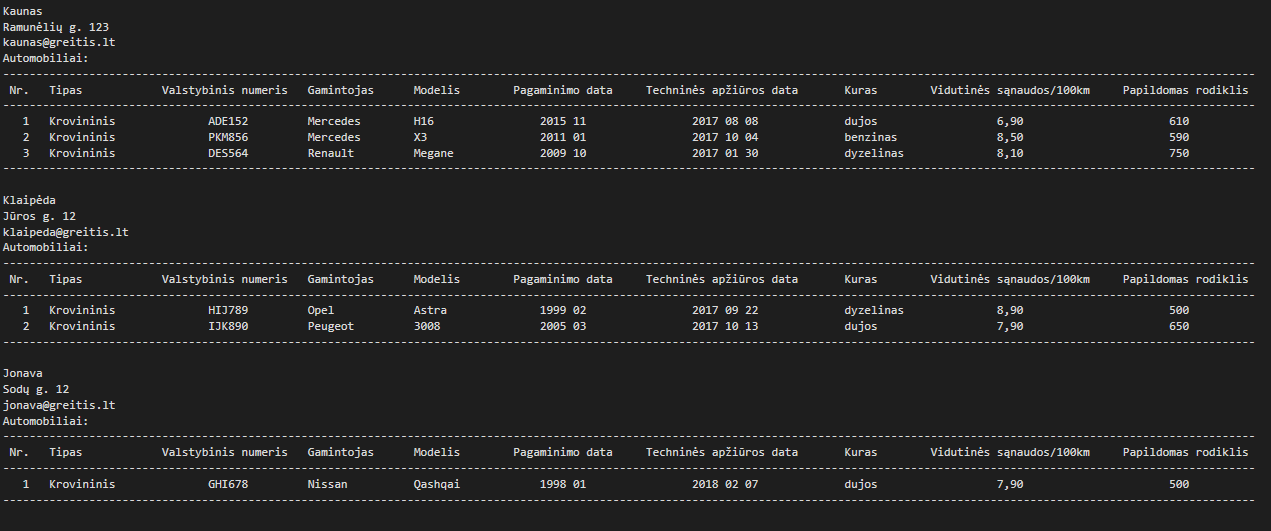 Kaunas
Ramunėlių g. 123
kaunas@greitis.lt
Automobiliai:
Nr. Tipas Valstybinis numeris Gamintojas Modelis Pagaminimo data Techninės apžiūros data Kuras Vidutinės sąnaudos/100km Papildomas rodiklis
1 Krovininis ADE152 Mercedes H16 2015 11 2017 08 08 dujos 6,90 610
2 Krovininis PKM856 Mercedes X3 2011 01 2017 10 04 benzinas 8,50 590
3 Krovininis DES564 Renault Megane 2009 10 2017 01 30 dyzelinas 8,10 750
Klaipėda
Jūros g. 12
klaipeda@greitis.lt
Automobiliai:
Nr. Tipas Valstybinis numeris Gamintojas Modelis Pagaminimo data Techninės apžiūros data Kuras Vidutinės sąnaudos/100km Papildomas rodiklis
1 Krovininis HIJ789 Opel Astra 1999 02 2017 09 22 dyzelinas 8,90 500
2 Krovininis IJK890 Peugeot 3008 2005 03 2017 10 13 dujos 7,90 650
Jonava
Sodų g. 12
jonava@greitis.lt
Automobiliai:
Nr. Tipas Valstybinis numeris Gamintojas Modelis Pagaminimo data Techninės apžiūros data Kuras Vidutinės sąnaudos/100km Papildomas rodiklis
1 Krovininis GHI678 Nissan Qashqai 1998 01 2018 02 07 dujos 7,90 500